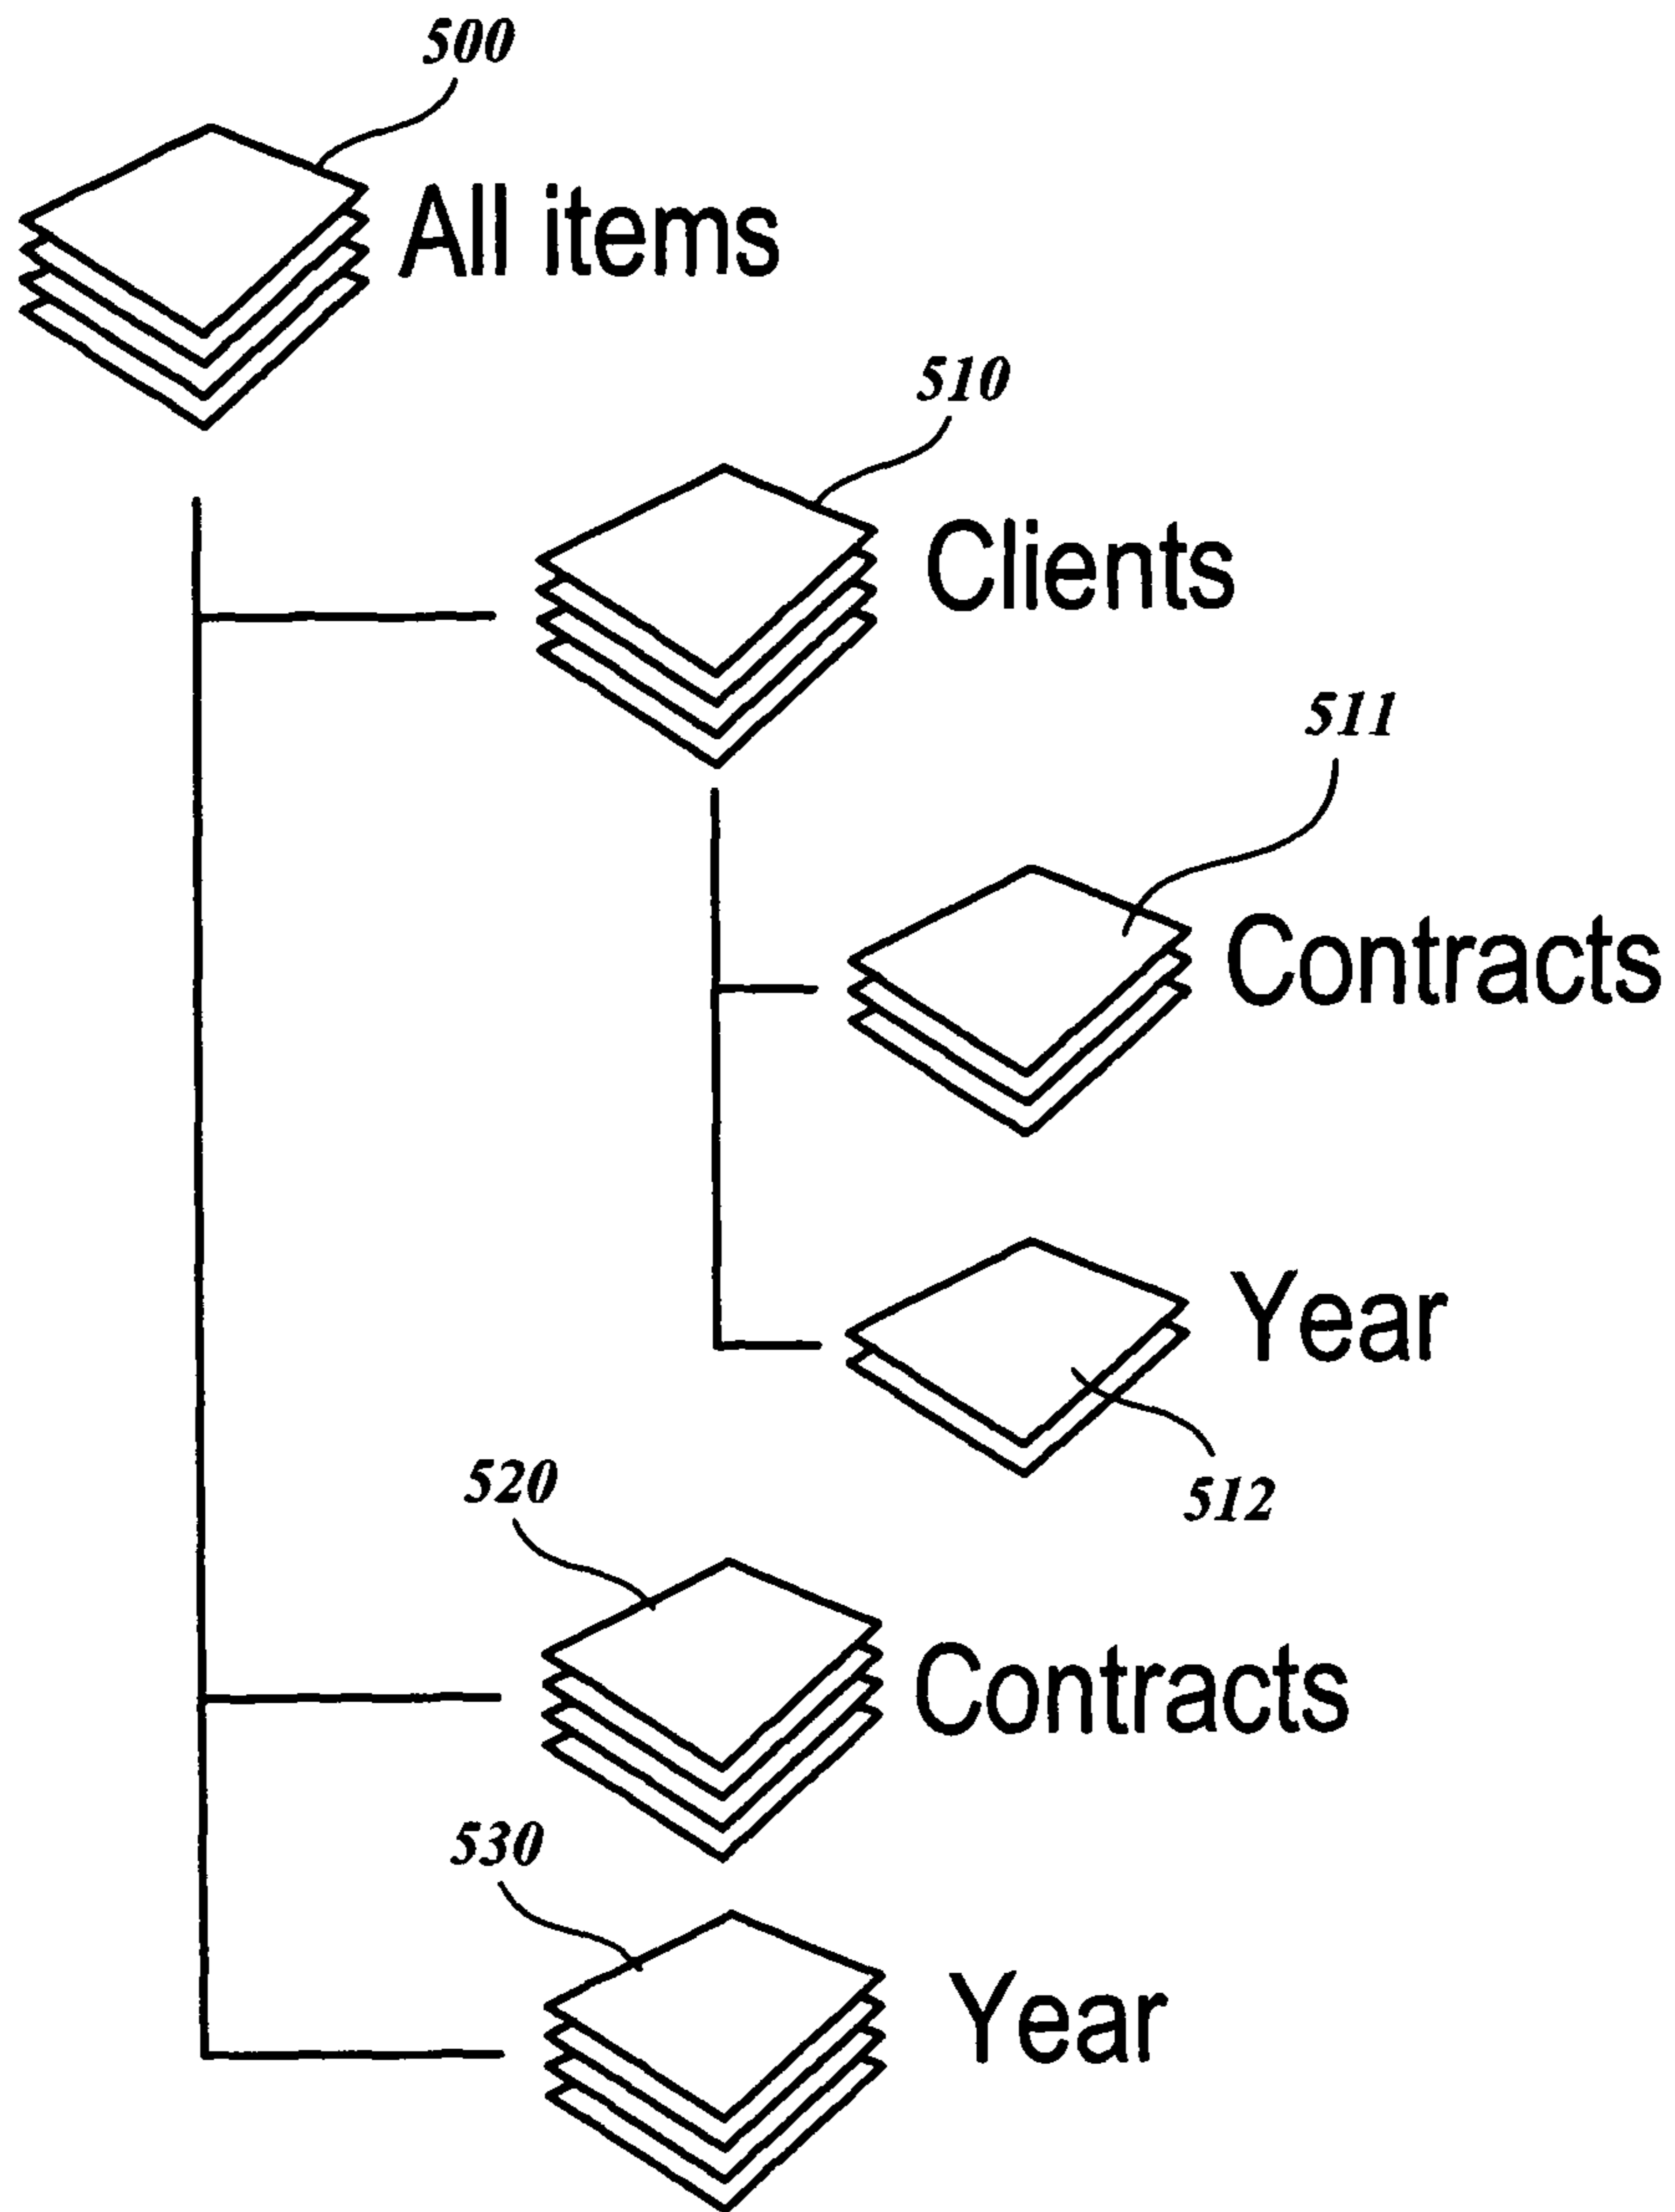 500
All items
510
Clients
511
Contracts
Year
512
520
Contracts
530
Year